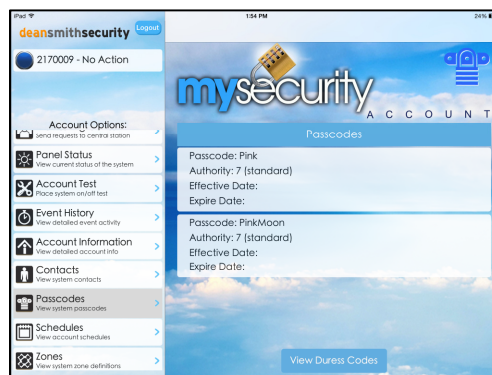 iPad
1:54 PM
24%
deansmithsecurity
Logout
2170009 - No Action
Account Options:
Send requests to central station
Panel Status
View current status of the system
Account Test
Place system on/off test
Event History
View detailed event activity
Account Information
View detailed account info
Contacts
View system contacts
Passcodes
View system passcodes
Schedules
View account schedules
Zones
View system zone definitions
mysecurity
ACCOUNT
Passcodes
Passcode: Pink
Authority: 7 (standard)
Effective Date:
Expire Date:
Passcode: PinkMoon
Authority: 7 (standard)
Effective Date:
Expire Date:
View Duress Codes